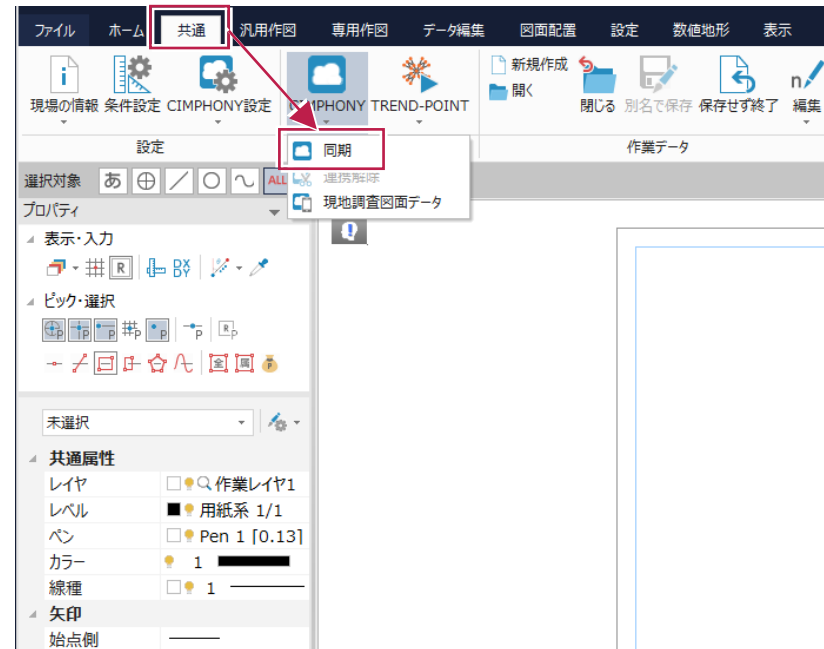 ファイル ホーム 共通 汎用作図 専用作図 データ編集 図面配置 設定 数値地形 表示
現場の情報 条件設定 CIMPHONY設定 CIMPHONY TREND-POINT 新規作成 開く 閉じる 別名で保存 保存せず終了 編集
設定 作業データ
同期
連携解除
現地調査図面データ
選択対象 あ ALL
プロパティ
表示・入力
R DX DY
ピック・選択
P P P P P P R P
全 属 P
未選択
共通属性
レイヤ 作業レイヤ1
レベル 用紙系 1/1
ペン Pen 1 [0.13]
カラー 1
線種 1
矢印
始点側